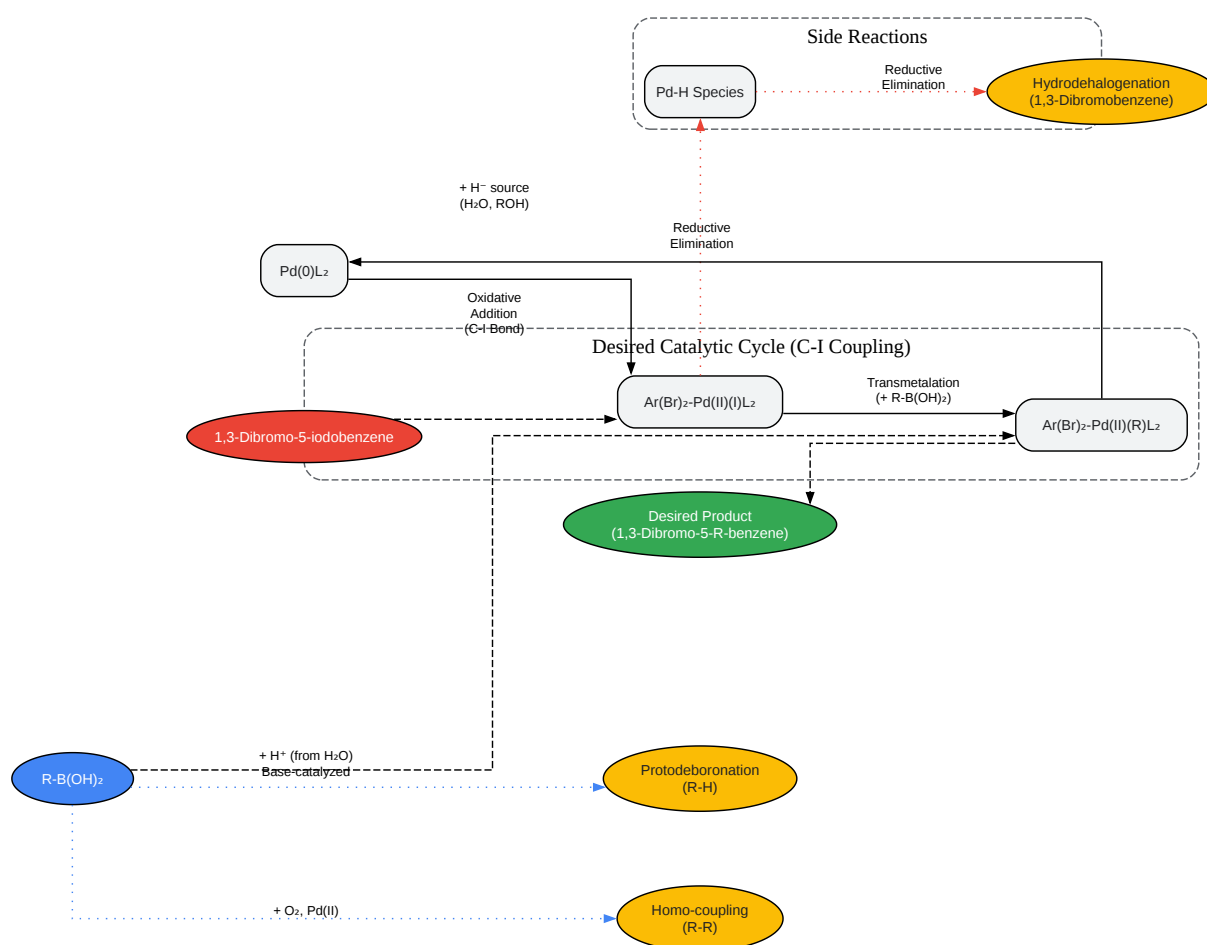 Side Reactions
Pd-H Species
Reductive
Elimination
Hydrodehalogenation
(1,3-Dibromobenzene)
+ H⁻ source
(H₂O, ROH)
Reductive
Elimination
Pd(0)L₂
Oxidative
Addition
(C-I Bond)
Desired Catalytic Cycle (C-I Coupling)
Ar(Br)₂-Pd(II)(I)L₂
Transmetalation
(+ R-B(OH)₂)
Ar(Br)₂-Pd(II)(R)L₂
1,3-Dibromo-5-iodobenzene
Desired Product
(1,3-Dibromo-5-R-benzene)
R-B(OH)₂
+ H⁺ (from H₂O)
Base-catalyzed
Protodeboronation
(R-H)
+ O₂, Pd(II)
Homo-coupling
(R-R)